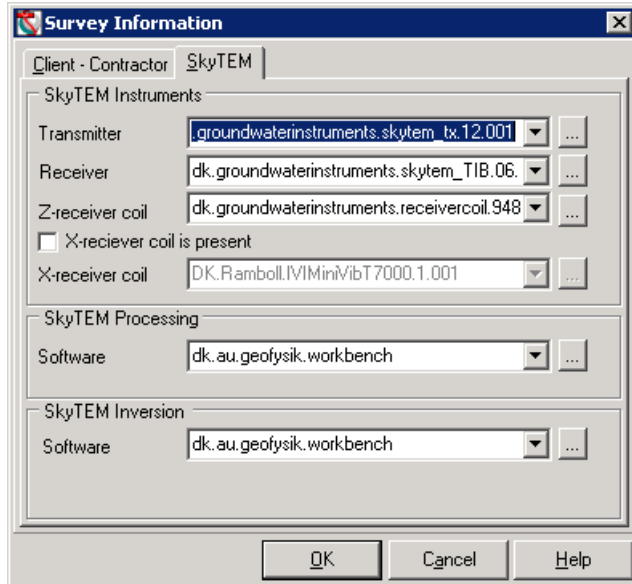 Survey Information
Client - Contractor SkyTEM
SkyTEM Instruments
Transmitter .groundwaterinstruments.skytem_tx.12.001 ...
Receiver dk.groundwaterinstruments.skytem_TIB.06. ...
Z-receiver coil dk.groundwaterinstruments.receivercoil.948 ...
X-reciever coil is present
X-receiver coil DK.Ramboll.IVIMiniVibT7000.1.001 ...
SkyTEM Processing
Software dk.au.geofysik.workbench ...
SkyTEM Inversion
Software dk.au.geofysik.workbench ...
OK Cancel Help